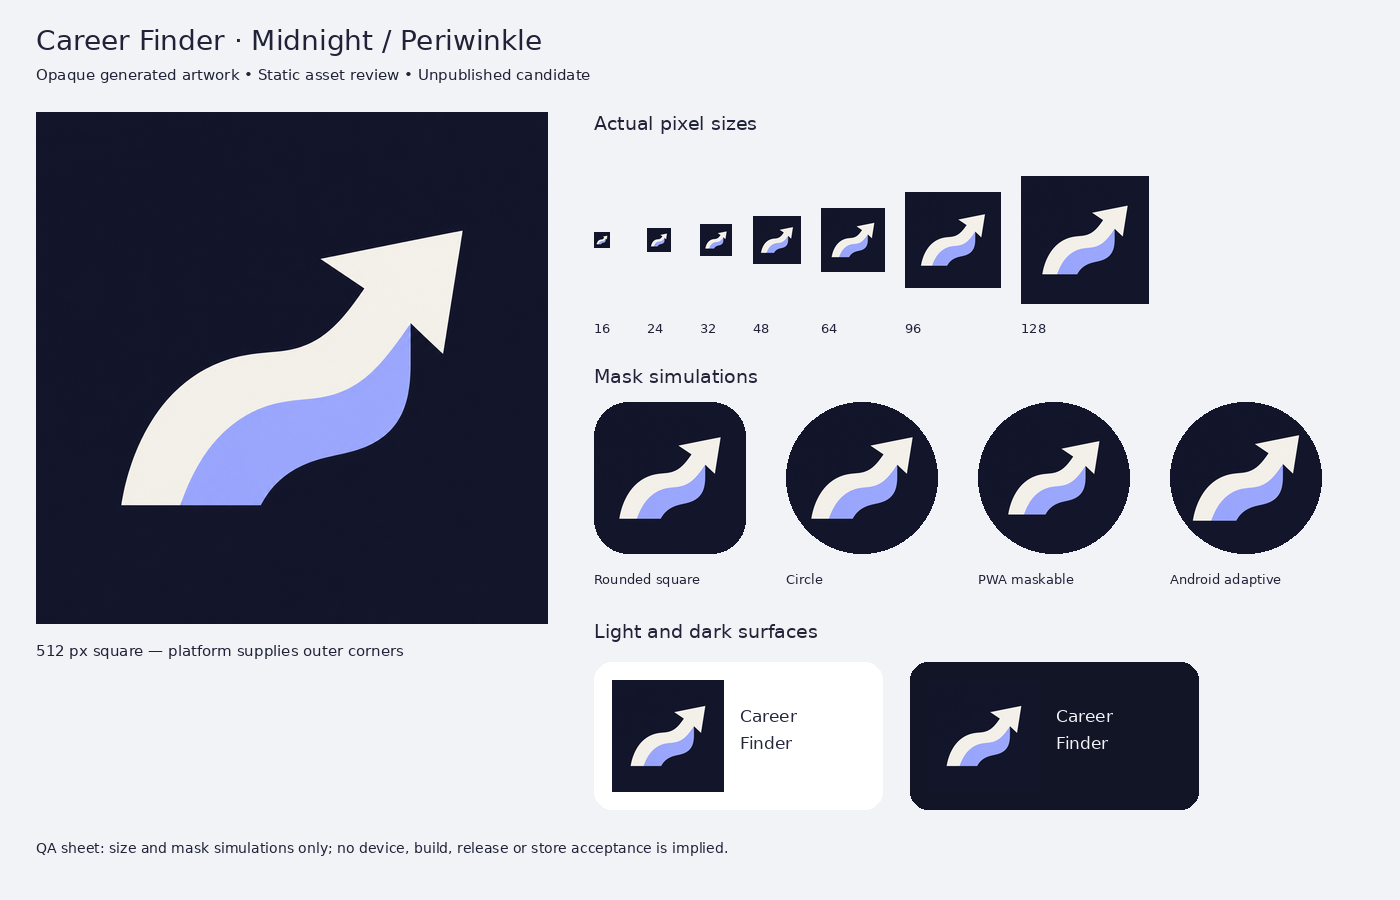 Career Finder · Midnight / Periwinkle
Opaque generated artwork • Static asset review • Unpublished candidate
512 px square — platform supplies outer corners
Actual pixel sizes
16 24 32 48 64 96 128
Mask simulations
Rounded square Circle PWA maskable Android adaptive
Light and dark surfaces
Career
Finder
Career
Finder
QA sheet: size and mask simulations only; no device, build, release or store acceptance is implied.